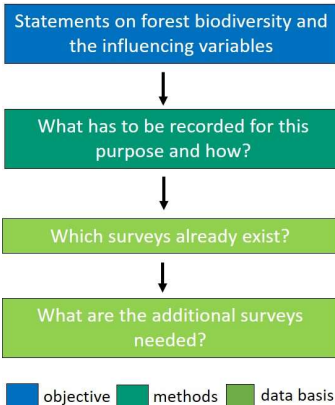 Statements on forest biodiversity and
the influencing variables
What has to be recorded for this
purpose and how?
Which surveys already exist?
What are the additional surveys
needed?
objective methods data basis